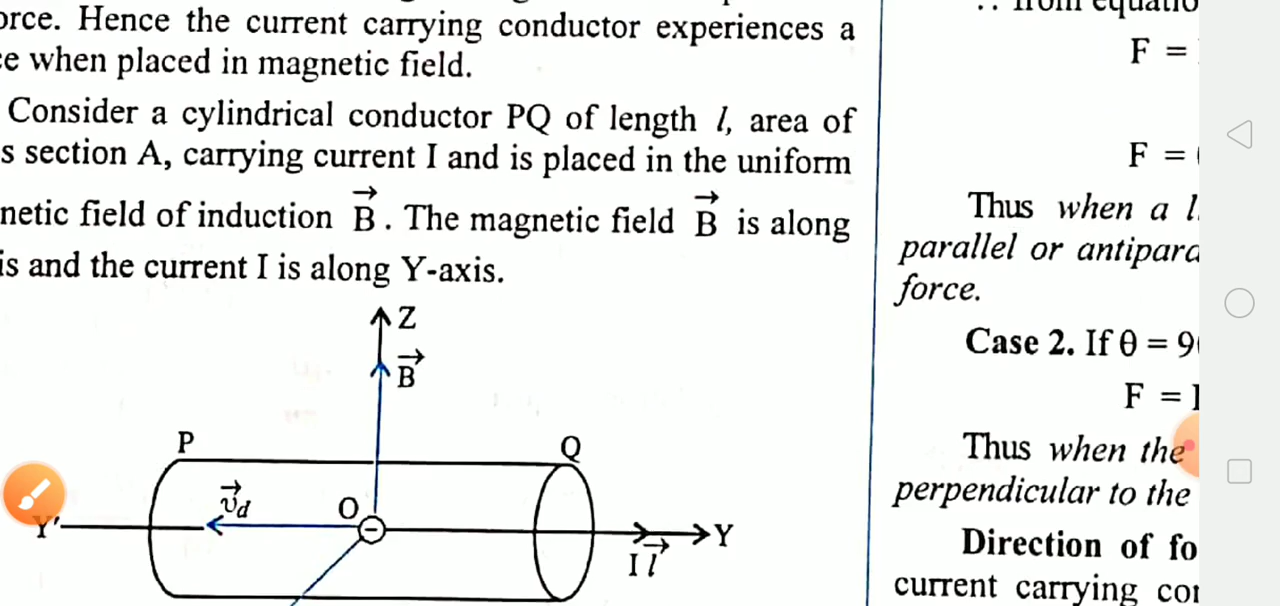 orce. Hence the current carrying conductor experiences a
e when placed in magnetic field.
Consider a cylindrical conductor PQ of length l, area of
s section A, carrying current I and is placed in the uniform
netic field of induction B⃗. The magnetic field B⃗ is along
is and the current I is along Y-axis.
Z
B⃗
P
Q
v⃗d
O
Y'
Y
I l⃗
from equatio
F =
F =
Thus when a l
parallel or antipara
force.
Case 2. If θ = 9
F =
Thus when the
perpendicular to the
Direction of fo
current carrying co